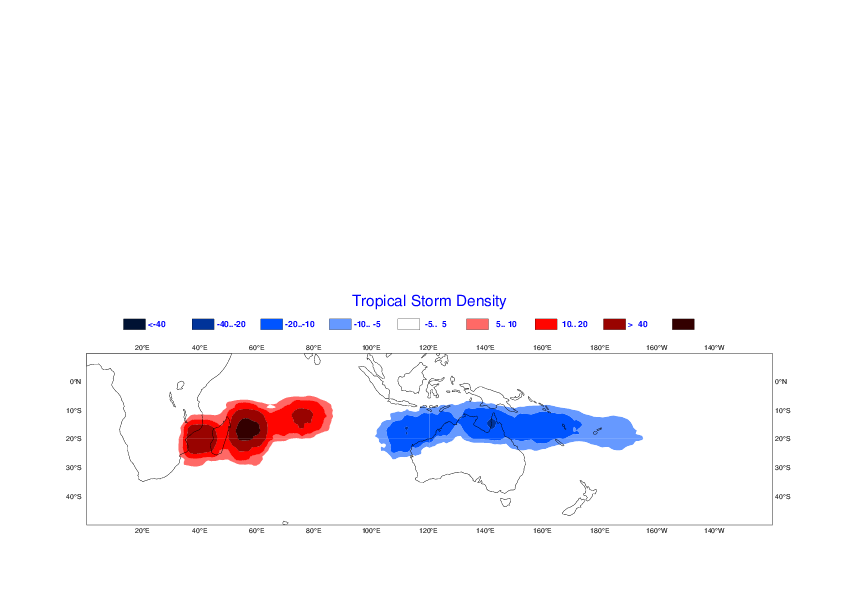 Tropical Storm Density
<-40 -40..-20 -20..-10 -10.. -5 -5.. 5 5.. 10 10.. 20 > 40
20°E 40°E 60°E 80°E 100°E 120°E 140°E 160°E 180°E 160°W 140°W
0°N 0°N
10°S 10°S
20°S 20°S
30°S 30°S
40°S 40°S
20°E 40°E 60°E 80°E 100°E 120°E 140°E 160°E 180°E 160°W 140°W